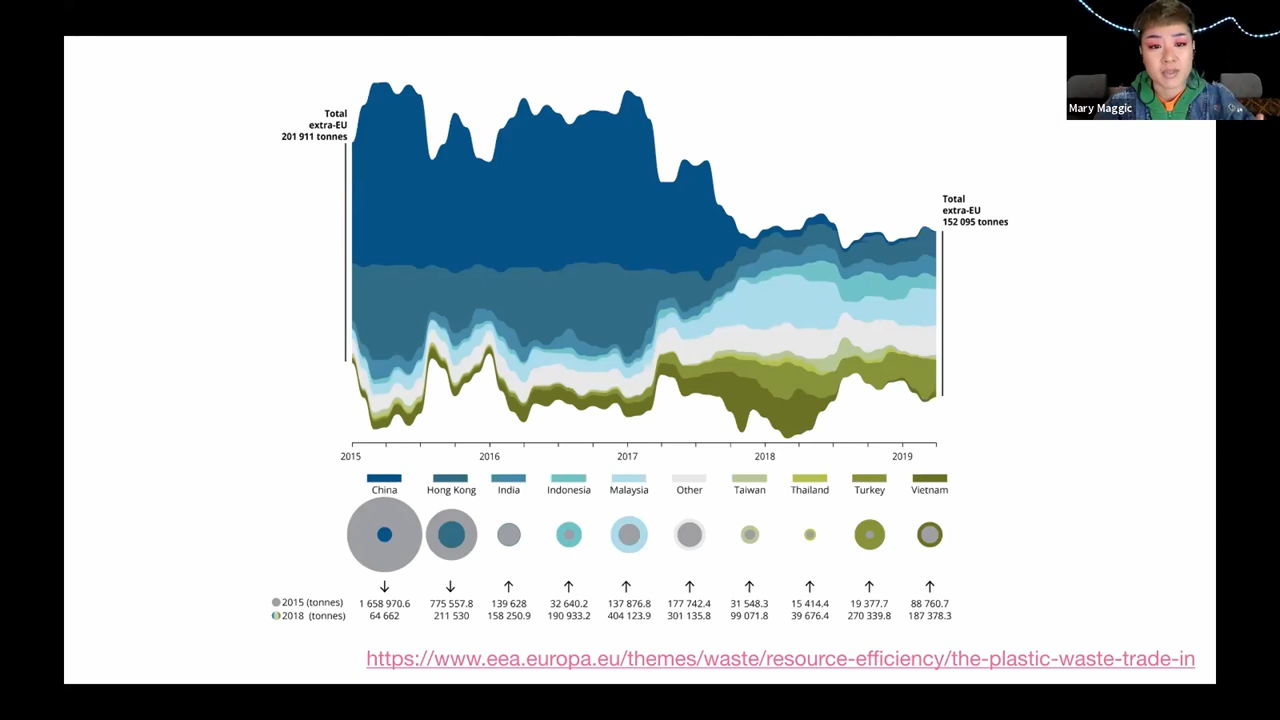 Mary Maggic
Total
extra-EU
201 911 tonnes
Total
extra-EU
152 095 tonnes
2015 2016 2017 2018 2019
China Hong Kong India Indonesia Malaysia Other Taiwan Thailand Turkey Vietnam
2015 (tonnes) 1 658 970.6 775 557.8 139 628 32 640.2 137 876.8 177 742.4 31 548.3 15 414.4 19 377.7 88 760.7
2018 (tonnes) 64 662 211 530 158 250.9 190 933.2 404 123.9 301 135.8 99 071.8 39 676.4 270 339.8 187 378.3
https://www.eea.europa.eu/themes/waste/resource-efficiency/the-plastic-waste-trade-in